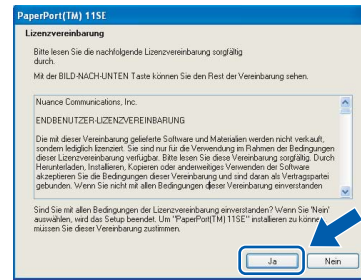 PaperPort(TM) 11SE
Lizenzvereinbarung
Bitte lesen Sie die nachfolgende Lizenzvereinbarung sorgfältig
durch.
Mit der BILD-NACH-UNTEN Taste können Sie den Rest der Vereinbarung sehen.
Nuance Communications, Inc.
ENDBENUTZER-LIZENZVEREINBARUNG
Die mit dieser Vereinbarung gelieferte Software und Materialien werden nicht verkauft,
sondern lediglich lizenziert. Sie sind nur für die Verwendung im Rahmen der Bedingungen
dieser Lizenzvereinbarung verfügbar. Bitte lesen Sie diese Vereinbarung sorgfältig. Durch
Herunterladen, Installieren, Kopieren oder anderweitiges Verwenden der Software
akzeptieren Sie die Bedingungen dieser Vereinbarung und sind daran als Vertragspartei
gebunden. Wenn Sie nicht mit allen Bedingungen dieser Vereinbarung einverstanden
Sind Sie mit allen Bedingungen der Lizenzvereinbarung einverstanden? Wenn Sie 'Nein'
auswählen, wird das Setup beendet. Um "PaperPort(TM) 11SE" installieren zu können,
müssen Sie dieser Vereinbarung zustimmen.
Ja
Nein